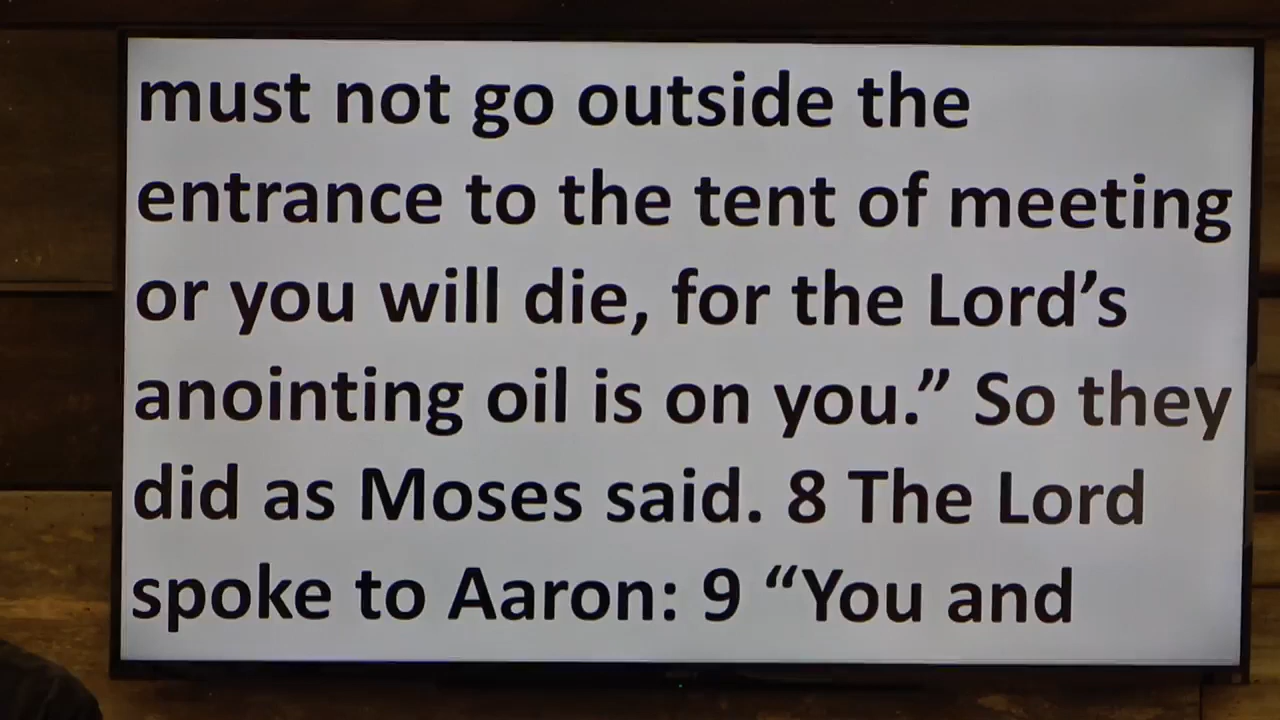 must not go outside the
entrance to the tent of meeting
or you will die, for the Lord’s
anointing oil is on you.” So they
did as Moses said. 8 The Lord
spoke to Aaron: 9 “You and